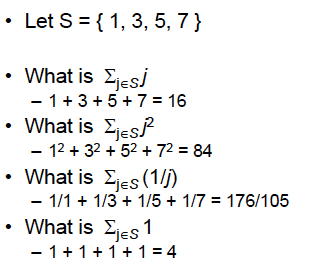 • Let S = { 1, 3, 5, 7 }
• What is Σj∈S j
– 1 + 3 + 5 + 7 = 16
• What is Σj∈S j²
– 1² + 3² + 5² + 7² = 84
• What is Σj∈S (1/j)
– 1/1 + 1/3 + 1/5 + 1/7 = 176/105
• What is Σj∈S 1
– 1 + 1 + 1 + 1 = 4